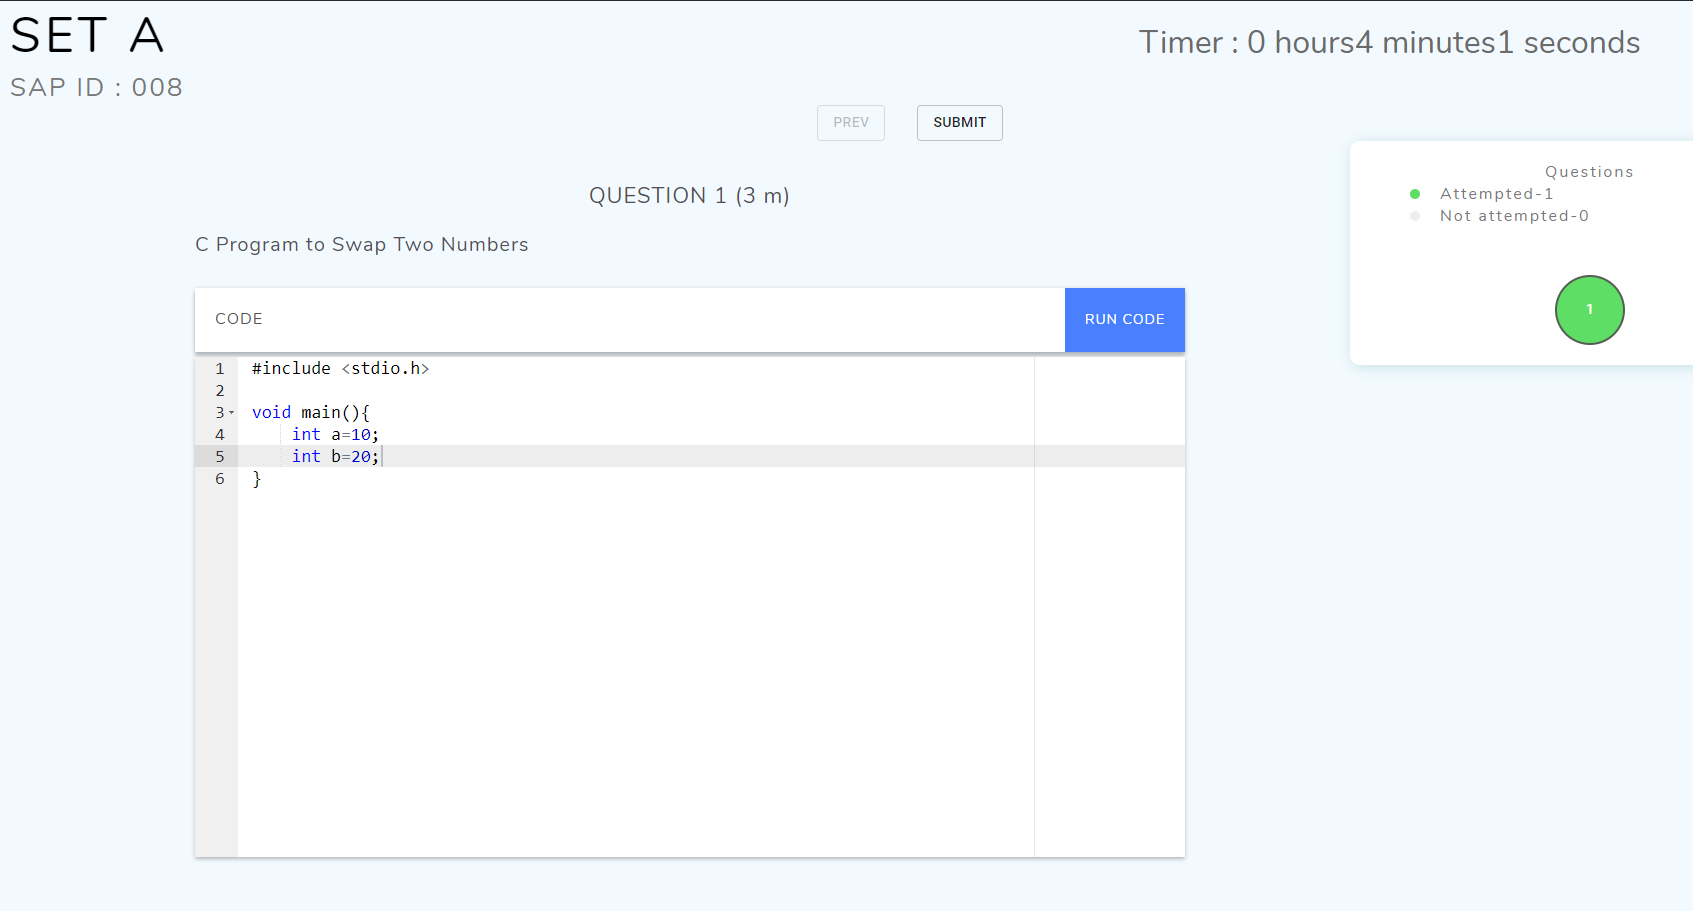 SET A
Timer : 0 hours4 minutes1 seconds
SAP ID : 008
PREV
SUBMIT
Questions
Attempted-1
Not attempted-0
1
QUESTION 1 (3 m)
C Program to Swap Two Numbers
CODE
RUN CODE
1 #include <stdio.h>
2
3 void main(){
4 int a=10;
5 int b=20;
6 }